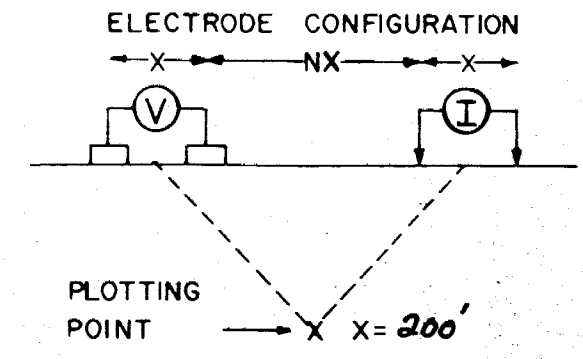 ELECTRODE CONFIGURATION
X NX X
V I
PLOTTING
POINT X X = 200'